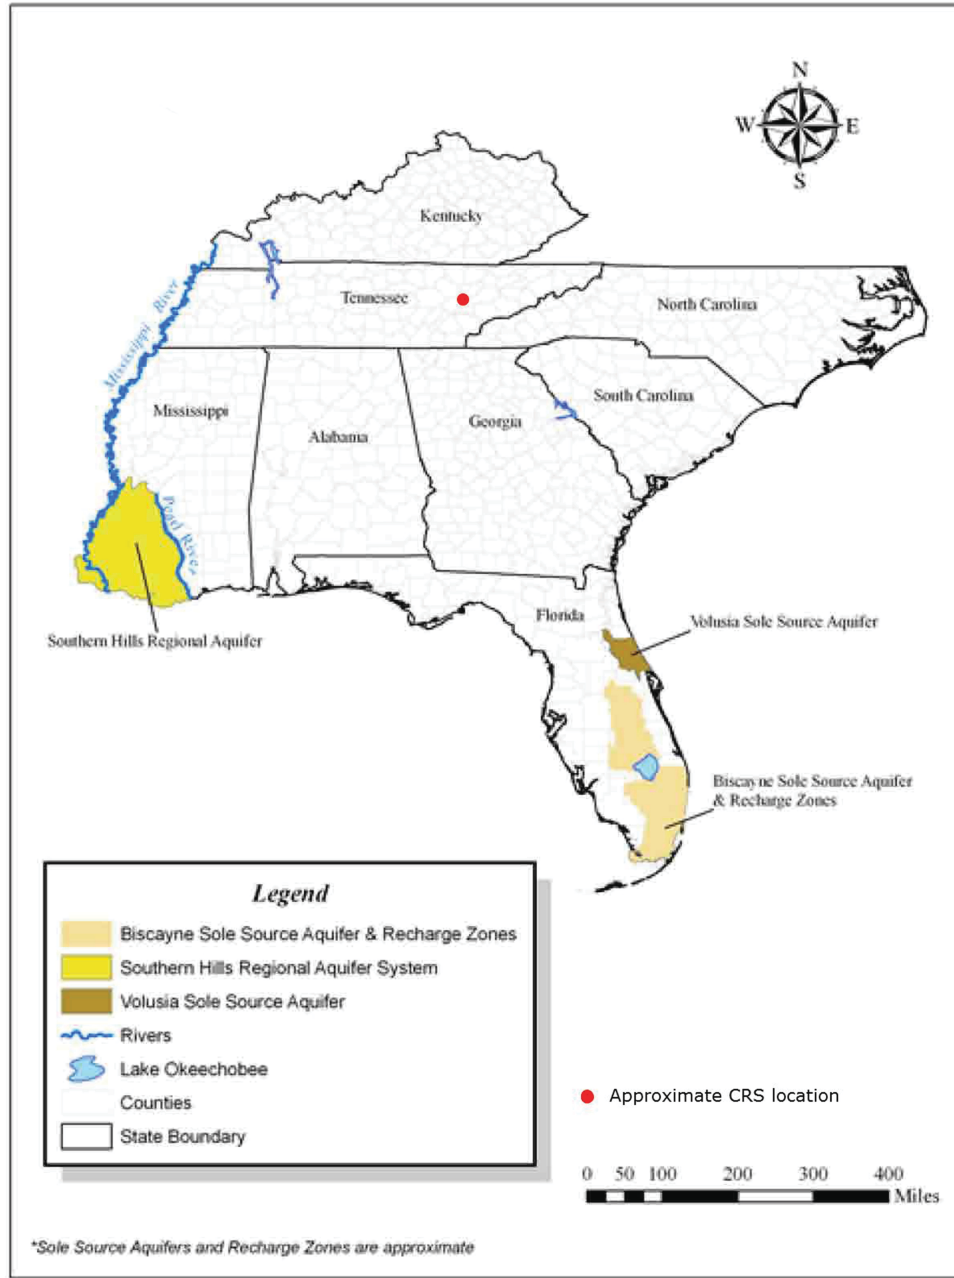 N
W E
S
Kentucky
Tennessee
North Carolina
Mississippi River
South Carolina
Mississippi
Georgia
Alabama
Pearl River
Florida
Volusia Sole Source Aquifer
Southern Hills Regional Aquifer
Biscayne Sole Source Aquifer
& Recharge Zones
Legend
Biscayne Sole Source Aquifer & Recharge Zones
Southern Hills Regional Aquifer System
Volusia Sole Source Aquifer
Rivers
Lake Okeechobee
Counties
State Boundary
Approximate CRS location
0 50 100 200 300 400
Miles
*Sole Source Aquifers and Recharge Zones are approximate